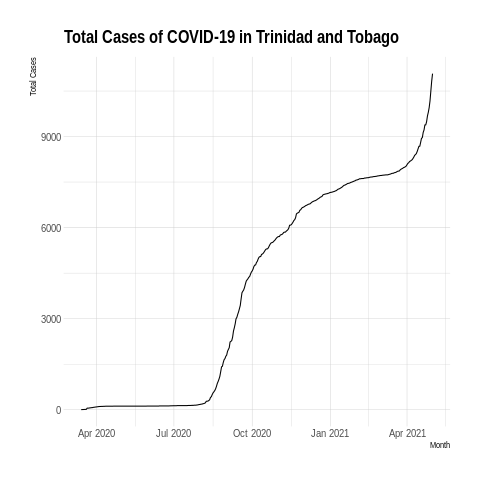 Total Cases of COVID-19 in Trinidad and Tobago
Total Cases
9000
6000
3000
0
Apr 2020 Jul 2020 Oct 2020 Jan 2021 Apr 2021
Month